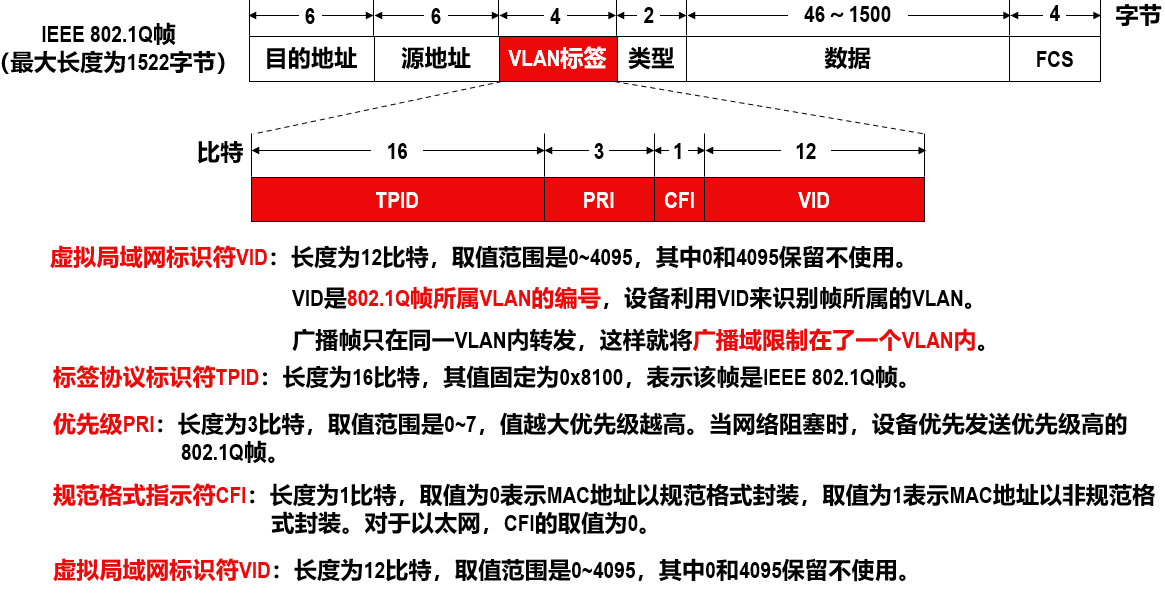 6 6 4 2 46 ~ 1500 4 字节
IEEE 802.1Q帧
(最大长度为1522字节)
目的地址 源地址 VLAN标签 类型 数据 FCS
比特 16 3 1 12
TPID PRI CFI VID
虚拟局域网标识符VID：长度为12比特，取值范围是0~4095，其中0和4095保留不使用。
VID是802.1Q帧所属VLAN的编号，设备利用VID来识别帧所属的VLAN。
广播帧只在同一VLAN内转发，这样就将广播域限制在了一个VLAN内。
标签协议标识符TPID：长度为16比特，其值固定为0x8100，表示该帧是IEEE 802.1Q帧。
优先级PRI：长度为3比特，取值范围是0~7，值越大优先级越高。当网络阻塞时，设备优先发送优先级高的
802.1Q帧。
规范格式指示符CFI：长度为1比特，取值为0表示MAC地址以规范格式封装，取值为1表示MAC地址以非规范格
式封装。对于以太网，CFI的取值为0。
虚拟局域网标识符VID：长度为12比特，取值范围是0~4095，其中0和4095保留不使用。